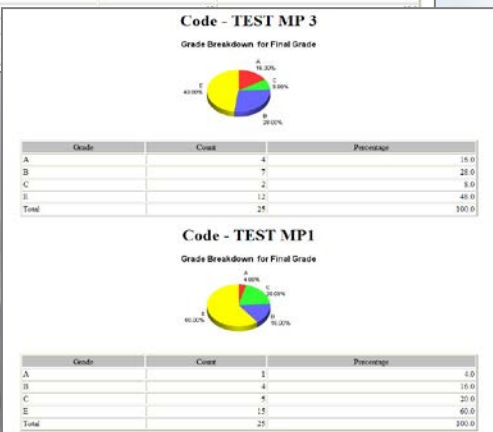 Code - TEST MP 3
Grade Breakdown for Final Grade
A
16.00%
C
8.00%
E
48.00%
B
28.00%
Grade Count Percentage
A 4 16.0
B 7 28.0
C 2 8.0
E 12 48.0
Total 25 100.0
Code - TEST MP1
Grade Breakdown for Final Grade
A
4.00%
C
20.00%
E
60.00%
B
16.00%
Grade Count Percentage
A 1 4.0
B 4 16.0
C 5 20.0
E 15 60.0
Total 25 100.0